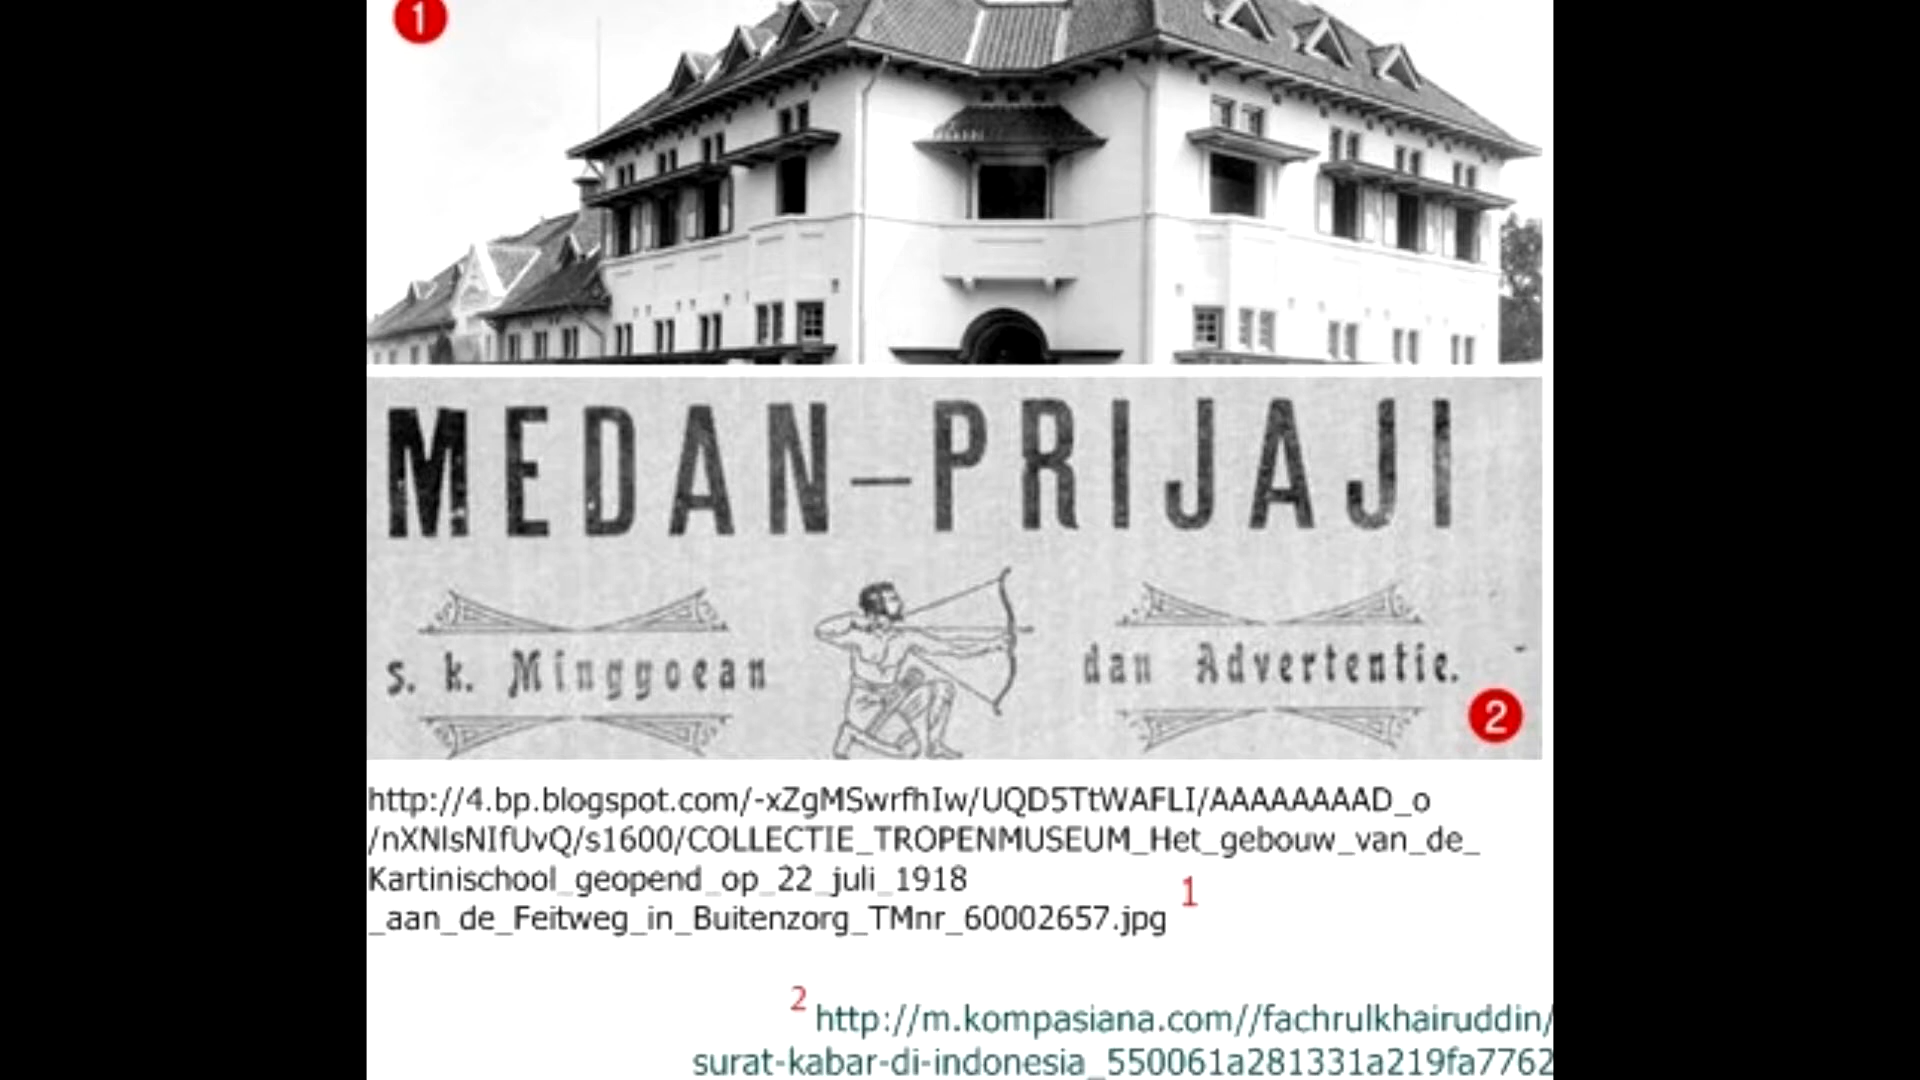 1
MEDAN–PRIJAJI
s. k. Minggoean dan Advertentie.
2
http://4.bp.blogspot.com/-xZgMSwrfhIw/UQD5TtWAFLI/AAAAAAAAD_o
/nXNlsNIfUvQ/s1600/COLLECTIE_TROPENMUSEUM_Het_gebouw_van_de_
Kartinischool_geopend_op_22_juli_1918
_aan_de_Feitweg_in_Buitenzorg_TMnr_60002657.jpg 1
2 http://m.kompasiana.com//fachrulkhairuddin/
surat-kabar-di-indonesia_550061a281331a219fa7762